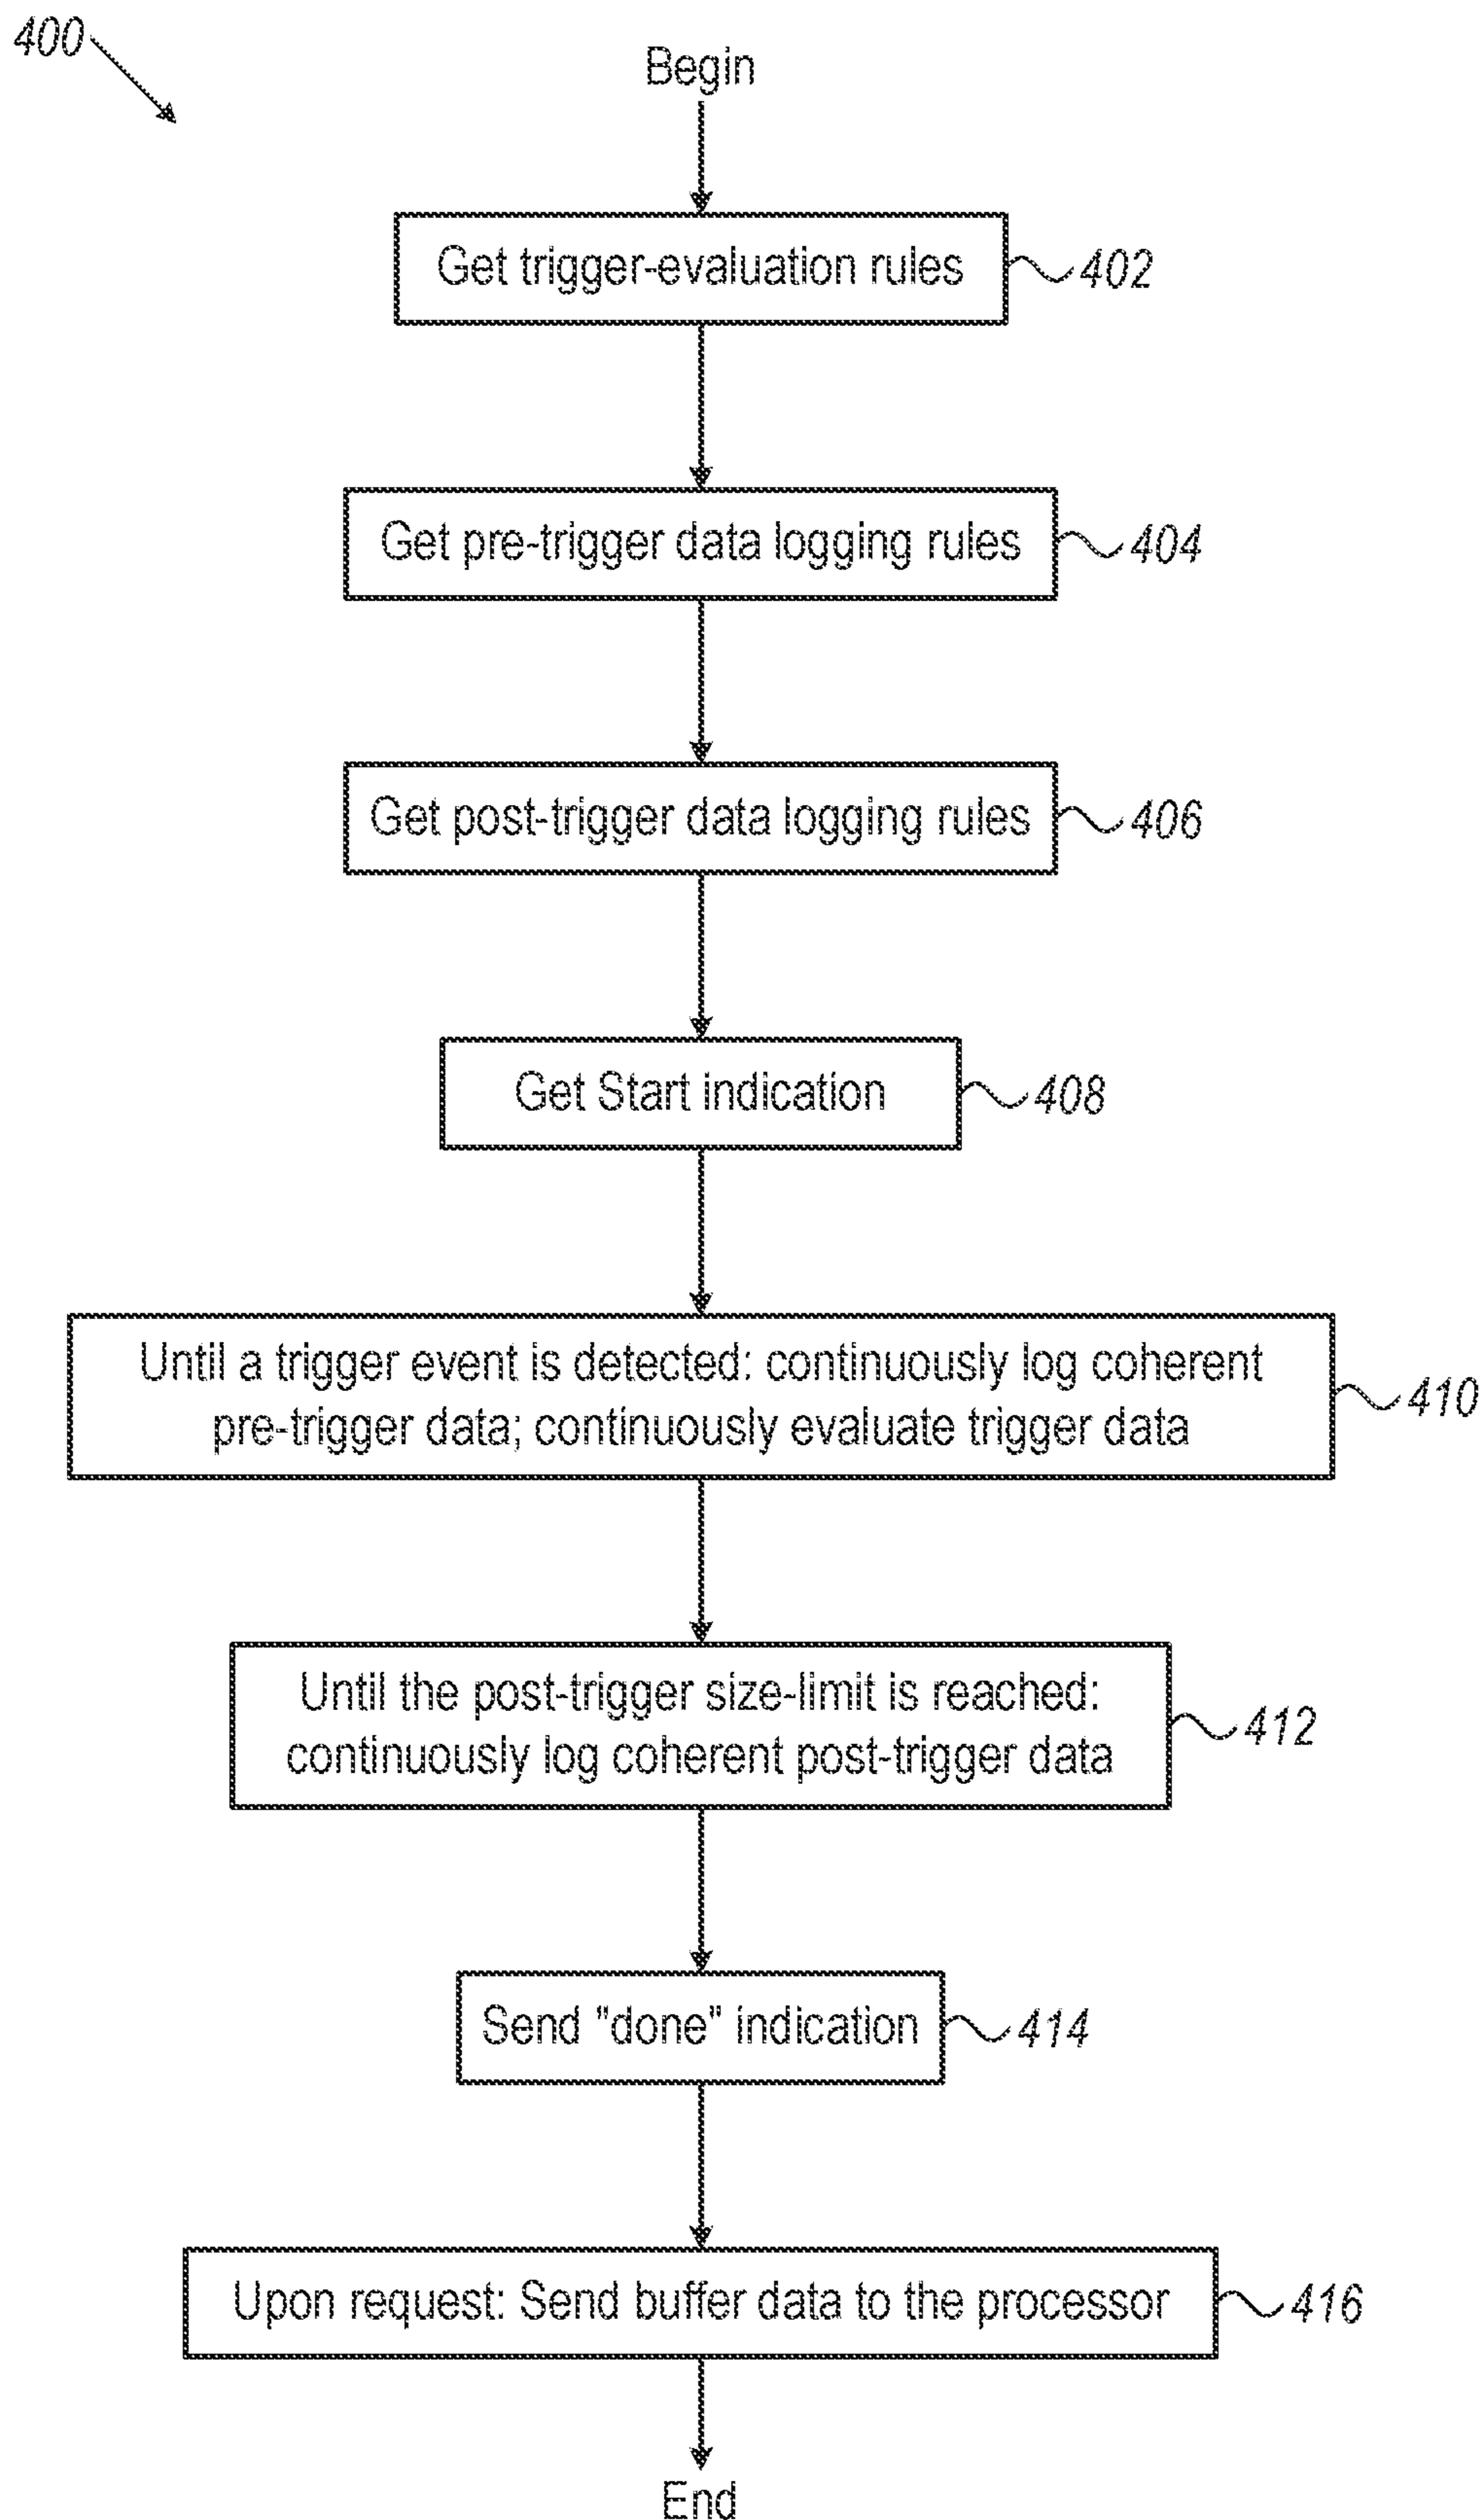 400
Begin
Get trigger-evaluation rules
402
Get pre-trigger data logging rules
404
Get post-trigger data logging rules
406
Get Start indication
408
Until a trigger event is detected: continuously log coherent
pre-trigger data; continuously evaluate trigger data
410
Until the post-trigger size-limit is reached:
continuously log coherent post-trigger data
412
Send "done" indication
414
Upon request: Send buffer data to the processor
416
End